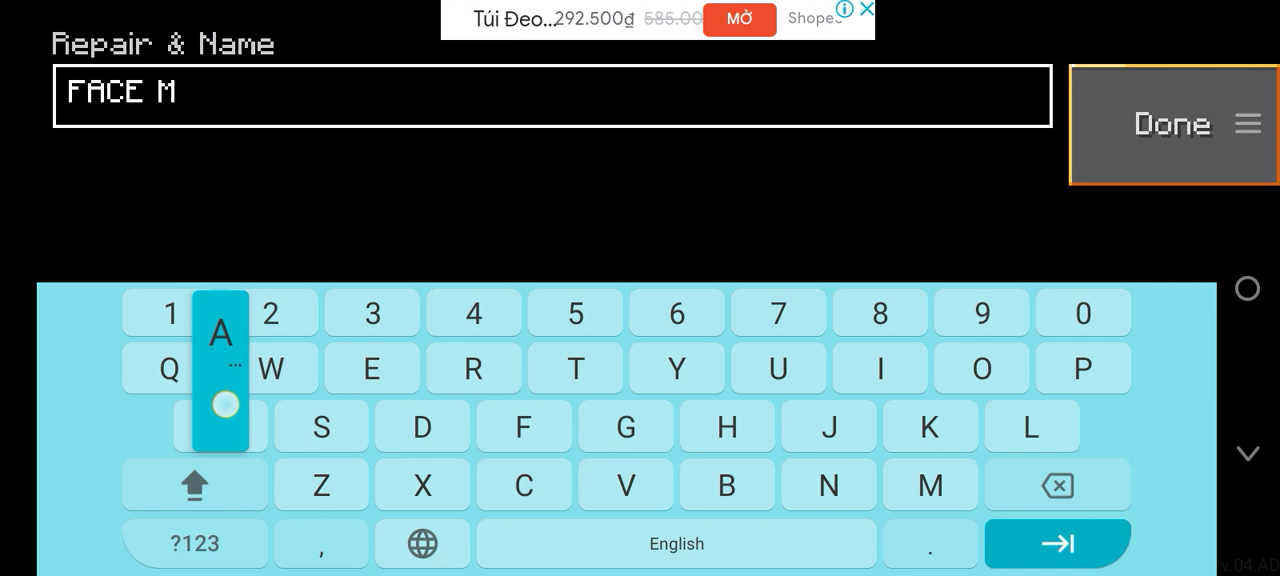 Túi Đeo...292.500₫ 585.00 MỞ Shope
Repair & Name
FACE M
Done
1 2 3 4 5 6 7 8 9 0
A
Q W E R T Y U I O P
S D F G H J K L
Z X C V B N M
?123 , English .
v.04.AD